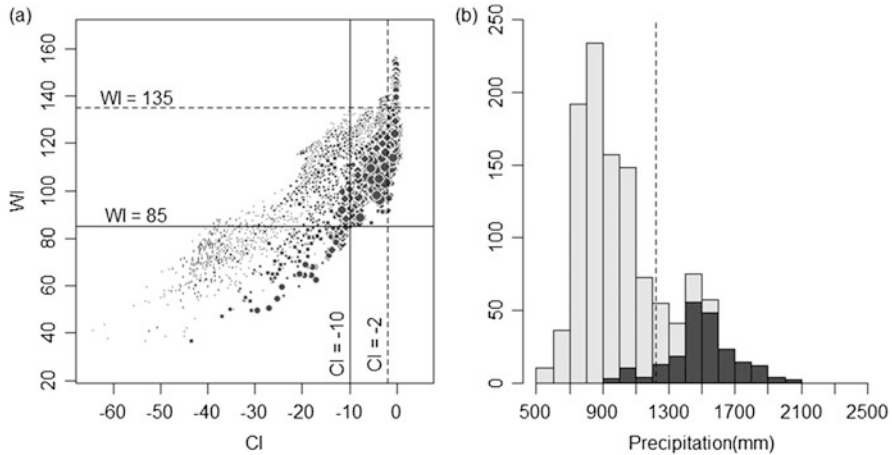 (a)
160
140
120
100
80
60
40
20
WI
WI = 135
WI = 85
CI = -10
CI = -2
-60 -50 -40 -30 -20 -10 0
CI
(b)
250
200
150
100
50
0
500 900 1300 1700 2100 2500
Precipitation(mm)